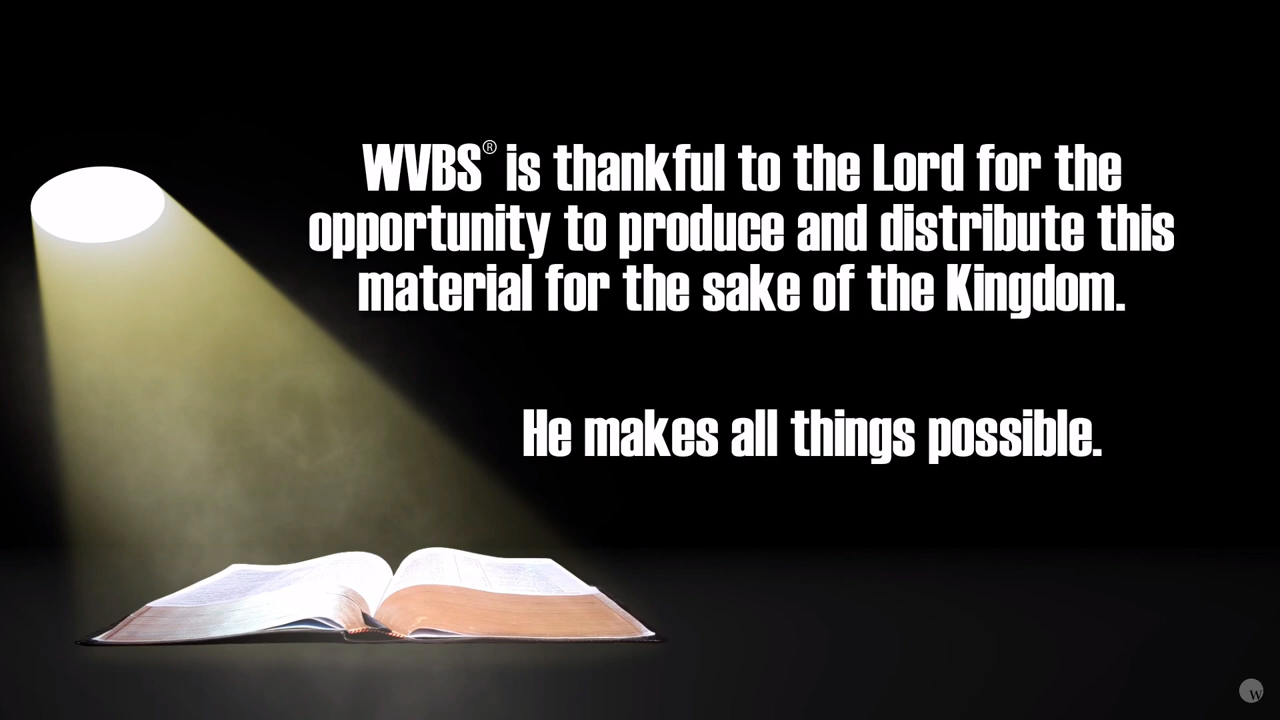 WVBS® is thankful to the Lord for the
opportunity to produce and distribute this
material for the sake of the Kingdom.
He makes all things possible.
W